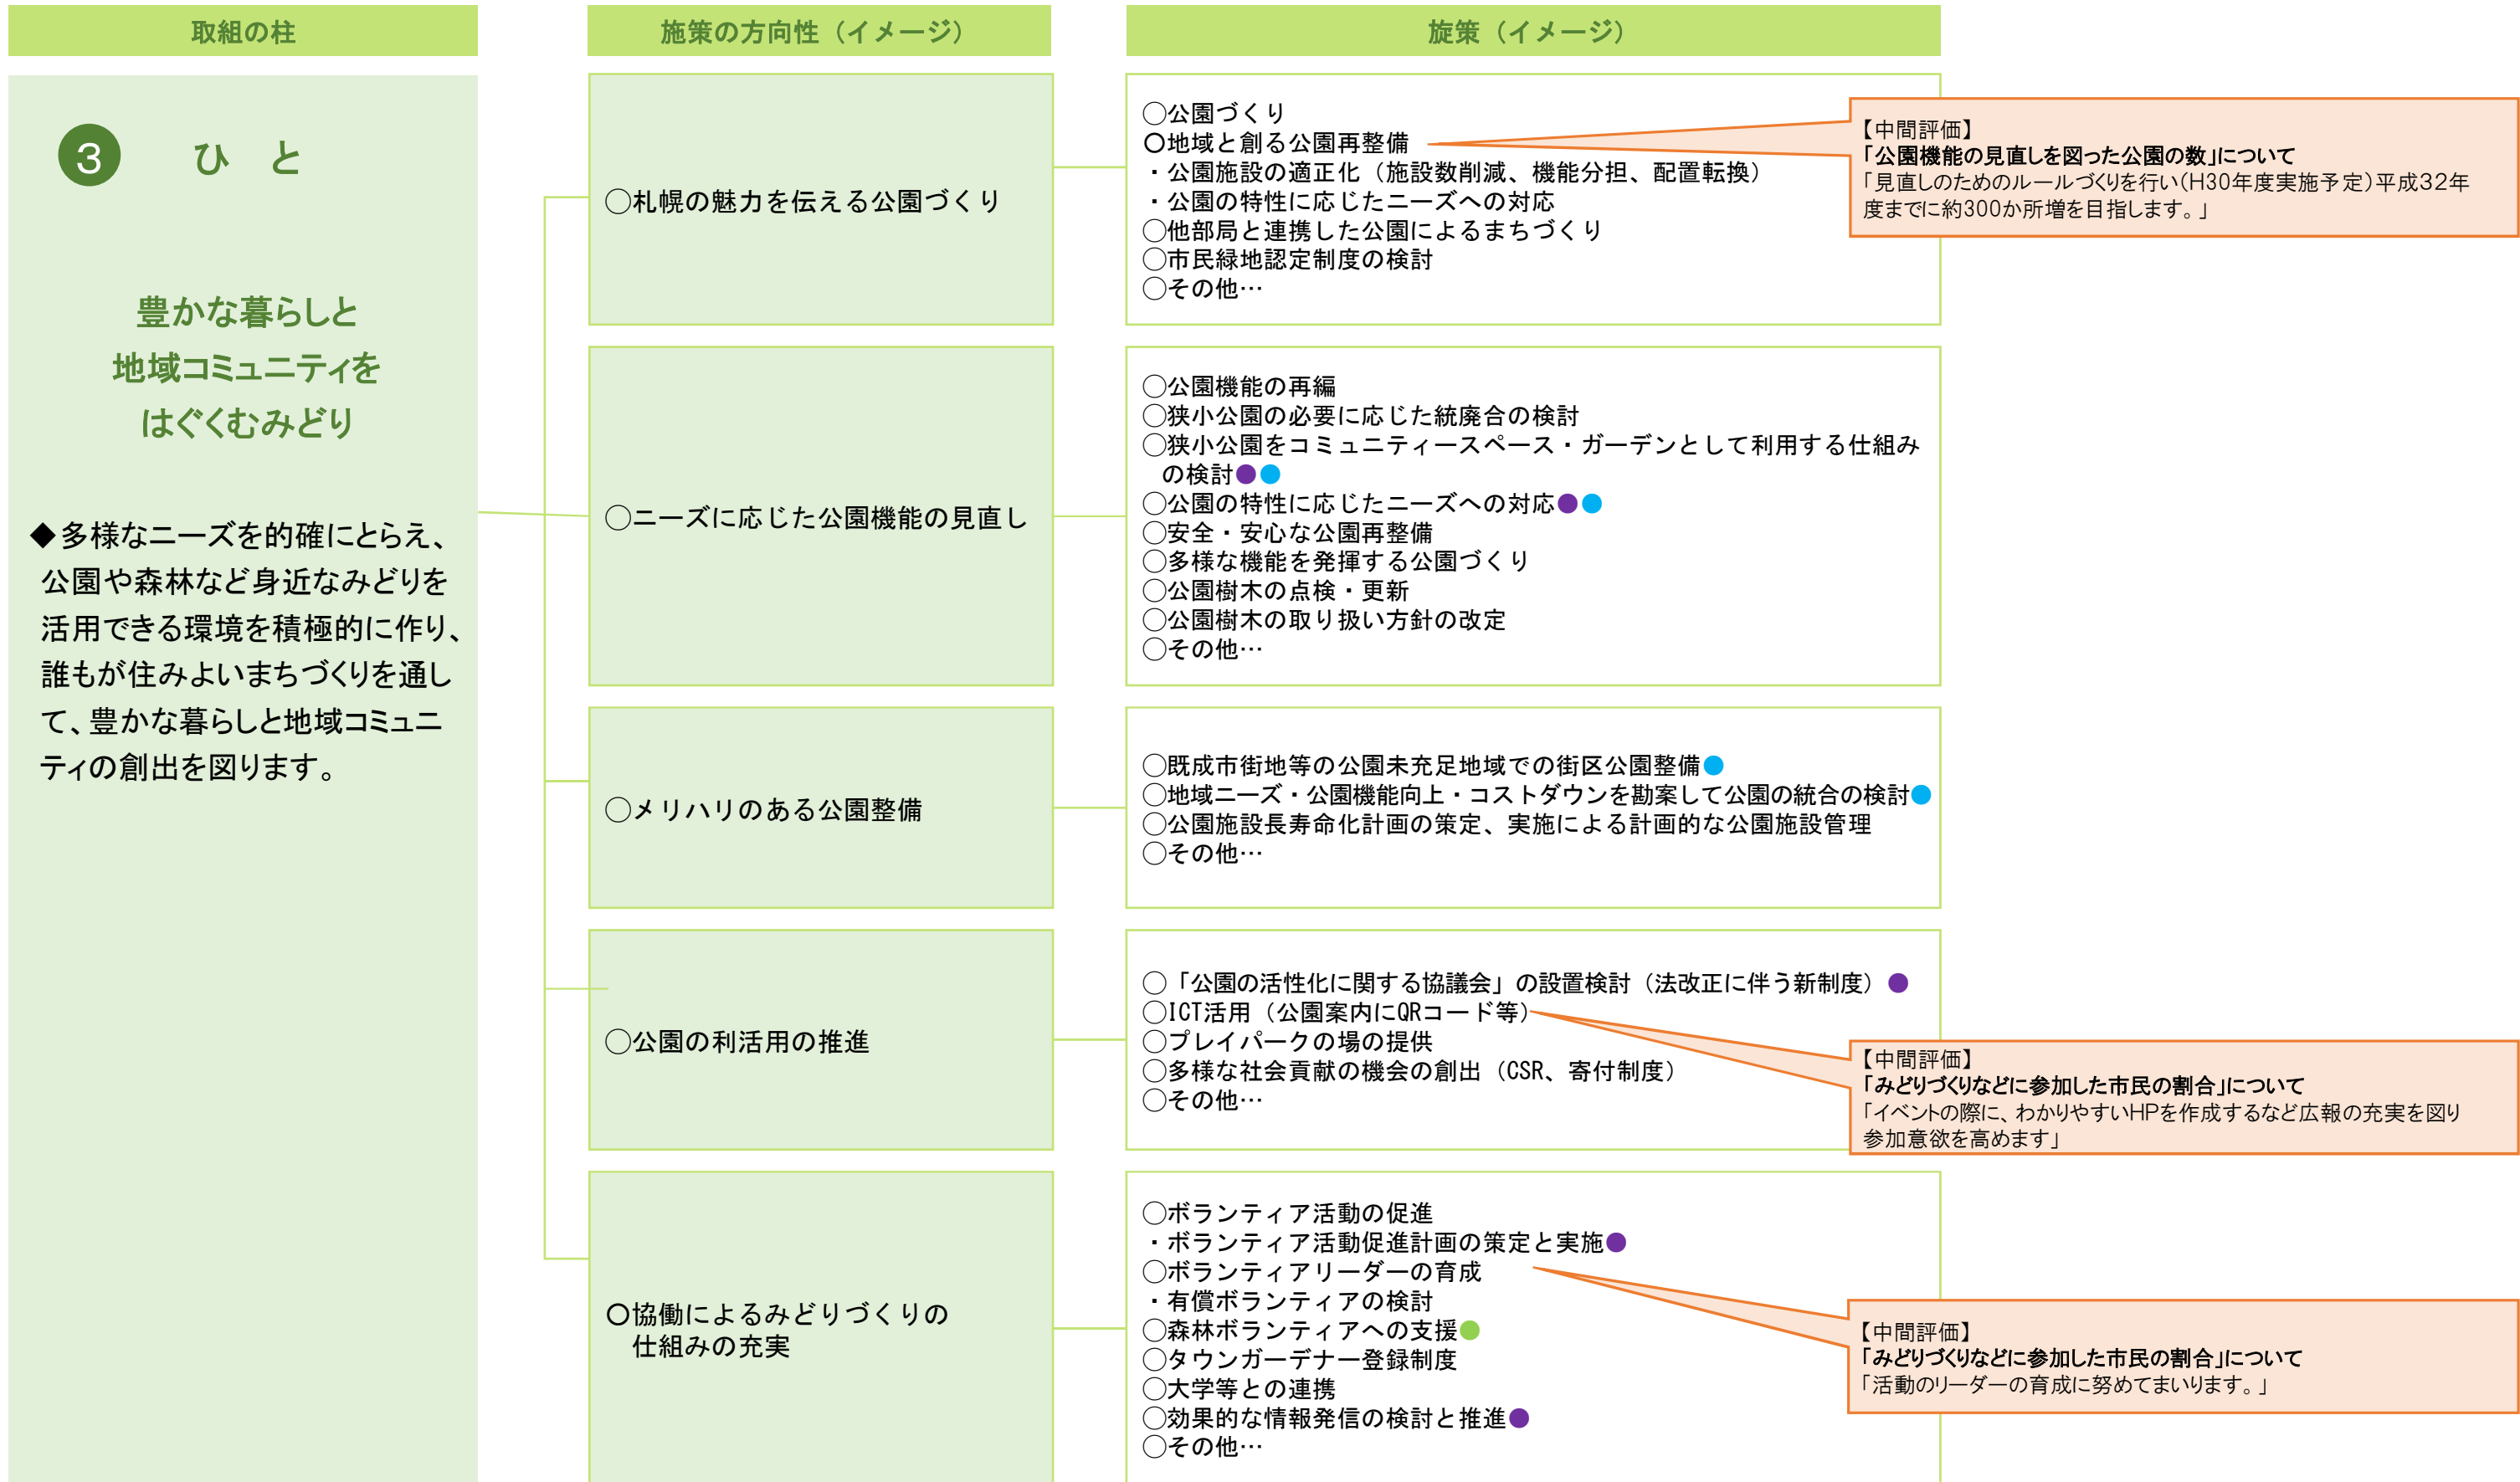 取組の柱
施策の方向性（イメージ）
旋策（イメージ）
3 ひ と
豊かな暮らしと
地域コミュニティを
はぐくむみどり
◆多様なニーズを的確にとらえ、
公園や森林など身近なみどりを
活用できる環境を積極的に作り、
誰もが住みよいまちづくりを通し
て、豊かな暮らしと地域コミュニ
ティの創出を図ります。
○札幌の魅力を伝える公園づくり
○公園づくり
○地域と創る公園再整備
・公園施設の適正化（施設数削減、機能分担、配置転換）
・公園の特性に応じたニーズへの対応
○他部局と連携した公園によるまちづくり
○市民緑地認定制度の検討
○その他…
【中間評価】
「公園機能の見直しを図った公園の数」について
「見直しのためのルールづくりを行い(H30年度実施予定)平成32年
度までに約300か所増を目指します。」
○ニーズに応じた公園機能の見直し
○公園機能の再編
○狭小公園の必要に応じた統廃合の検討
○狭小公園をコミュニティースペース・ガーデンとして利用する仕組み
の検討●●
○公園の特性に応じたニーズへの対応●●
○安全・安心な公園再整備
○多様な機能を発揮する公園づくり
○公園樹木の点検・更新
○公園樹木の取り扱い方針の改定
○その他…
○メリハリのある公園整備
○既成市街地等の公園未充足地域での街区公園整備●
○地域ニーズ・公園機能向上・コストダウンを勘案して公園の統合の検討●
○公園施設長寿命化計画の策定、実施による計画的な公園施設管理
○その他…
○公園の利活用の推進
○「公園の活性化に関する協議会」の設置検討（法改正に伴う新制度）●
○ICT活用（公園案内にQRコード等）
○プレイパークの場の提供
○多様な社会貢献の機会の創出（CSR、寄付制度）
○その他…
【中間評価】
「みどりづくりなどに参加した市民の割合」について
「イベントの際に、わかりやすいHPを作成するなど広報の充実を図り
参加意欲を高めます」
○協働によるみどりづくりの
仕組みの充実
○ボランティア活動の促進
・ボランティア活動促進計画の策定と実施●
○ボランティアリーダーの育成
・有償ボランティアの検討
○森林ボランティアへの支援●
○タウンガーデナー登録制度
○大学等との連携
○効果的な情報発信の検討と推進●
○その他…
【中間評価】
「みどりづくりなどに参加した市民の割合」について
「活動のリーダーの育成に努めてまいります。」